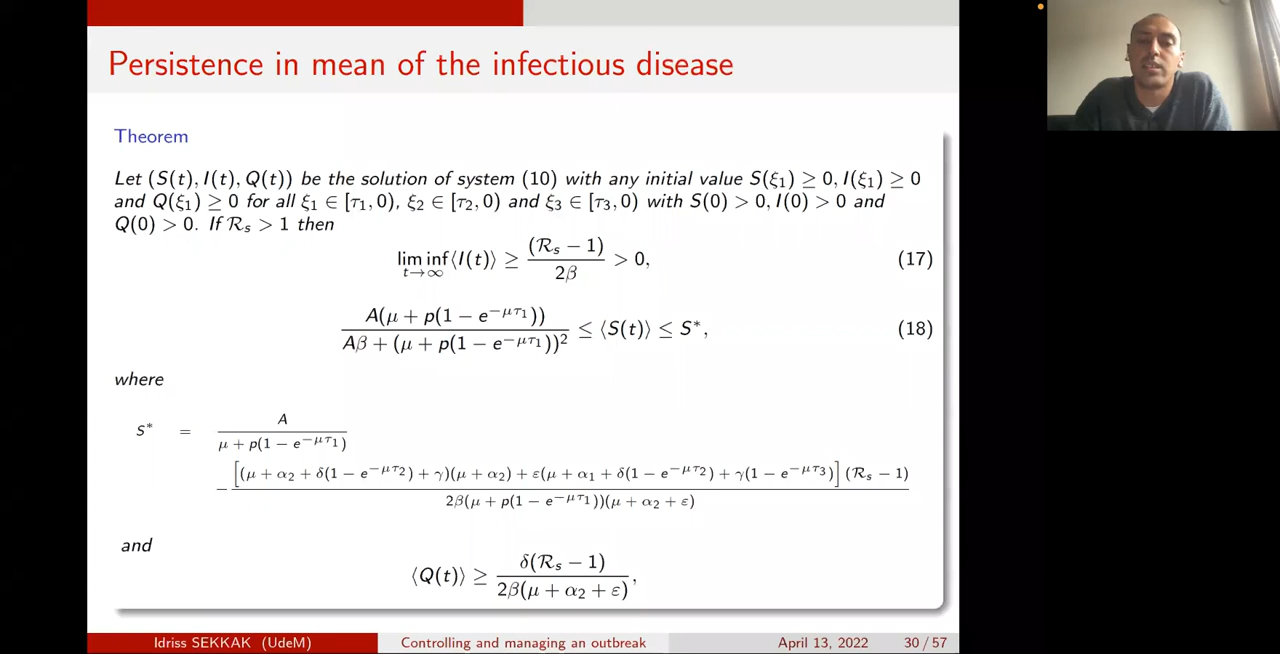 Persistence in mean of the infectious disease
Theorem
Let (S(t), I(t), Q(t)) be the solution of system (10) with any initial value S(ξ₁) ≥ 0, I(ξ₁) ≥ 0
and Q(ξ₁) ≥ 0 for all ξ₁ ∈ [τ₁, 0), ξ₂ ∈ [τ₂, 0) and ξ₃ ∈ [τ₃, 0) with S(0) > 0, I(0) > 0 and
Q(0) > 0. If ℛₛ > 1 then
lim inf_{t→∞} ⟨I(t)⟩ ≥ (ℛₛ − 1) / 2β > 0, (17)
A(μ + p(1 − e^{−μτ₁})) / Aβ + (μ + p(1 − e^{−μτ₁}))² ≤ ⟨S(t)⟩ ≤ S*, (18)
where
S* = A / μ + p(1 − e^{−μτ₁})
− [(μ + α₂ + δ(1 − e^{−μτ₂}) + γ)(μ + α₂) + ε(μ + α₁ + δ(1 − e^{−μτ₂}) + γ(1 − e^{−μτ₃})] (ℛₛ − 1) / 2β(μ + p(1 − e^{−μτ₁}))(μ + α₂ + ε)
and
⟨Q(t)⟩ ≥ δ(ℛₛ − 1) / 2β(μ + α₂ + ε),
Idriss SEKKAK (UdeM) Controlling and managing an outbreak April 13, 2022 30 / 57